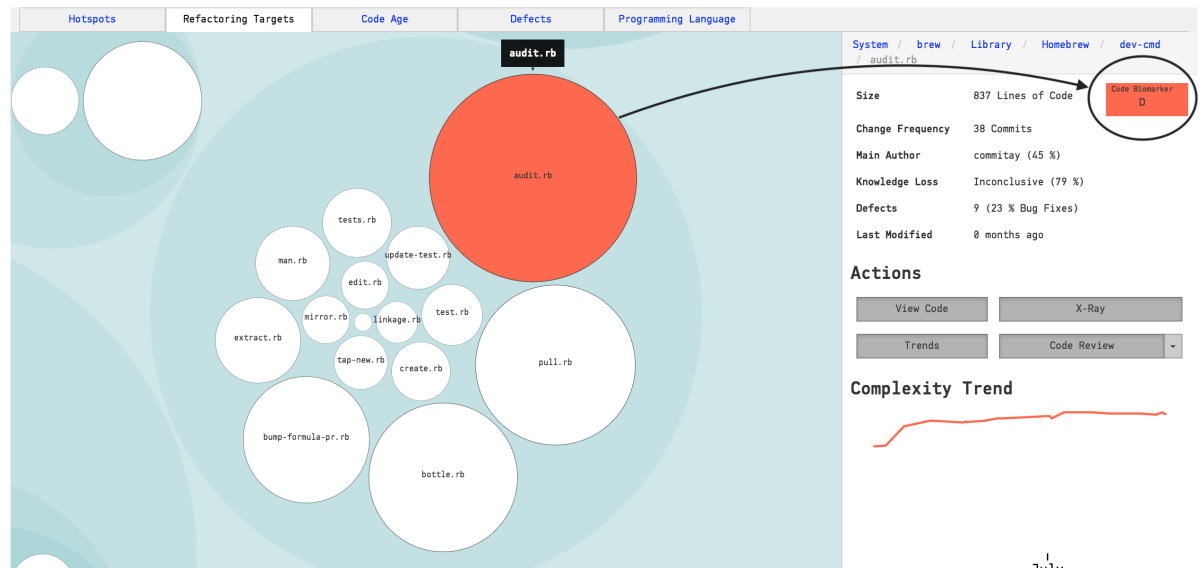 Hotspots
Refactoring Targets
Code Age
Defects
Programming Language
audit.rb
audit.rb
tests.rb
man.rb
update-test.rb
edit.rb
mirror.rb
linkage.rb
test.rb
extract.rb
tap-new.rb
create.rb
pull.rb
bump-formula-pr.rb
bottle.rb
System / brew / Library / Homebrew / dev-cmd
/ audit.rb
Size 837 Lines of Code
Code Biomarker
D
Change Frequency 38 Commits
Main Author commitay (45 %)
Knowledge Loss Inconclusive (79 %)
Defects 9 (23 % Bug Fixes)
Last Modified 0 months ago
Actions
View Code
X-Ray
Trends
Code Review
Complexity Trend